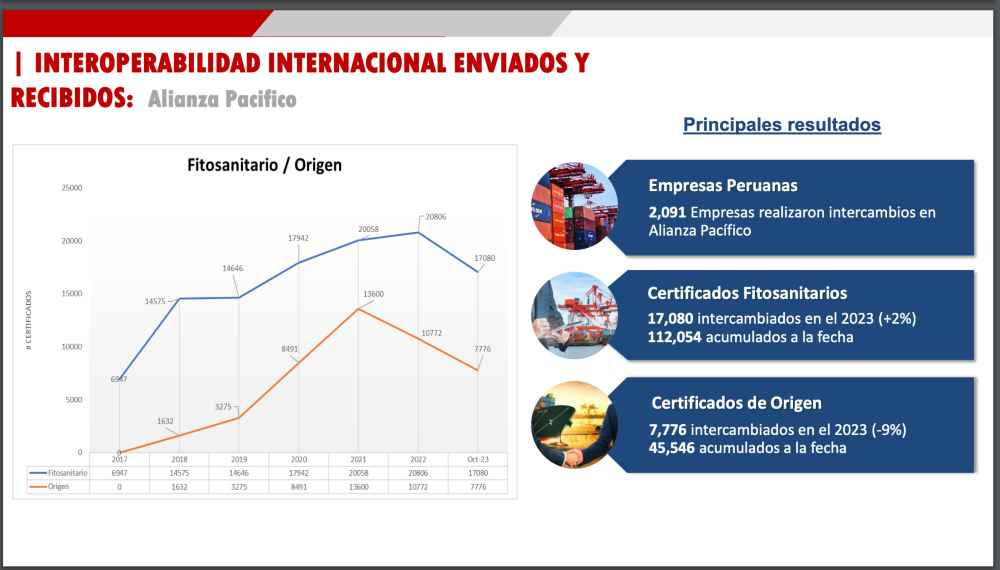 | INTEROPERABILIDAD INTERNACIONAL ENVIADOS Y
RECIBIDOS: Alianza Pacifico
Fitosanitario / Origen
# CERTIFICADOS
25000
20000
15000
10000
5000
0
6947
14575
14646
17942
20058
20806
17080
1632
3275
8491
13600
10772
7776
2017 2018 2019 2020 2021 2022 Oct-23
Fitosanitario 6947 14575 14646 17942 20058 20806 17080
Origen 0 1632 3275 8491 13600 10772 7776
Principales resultados
Empresas Peruanas
2,091 Empresas realizaron intercambios en
Alianza Pacífico
Certificados Fitosanitarios
17,080 intercambiados en el 2023 (+2%)
112,054 acumulados a la fecha
Certificados de Origen
7,776 intercambiados en el 2023 (-9%)
45,546 acumulados a la fecha